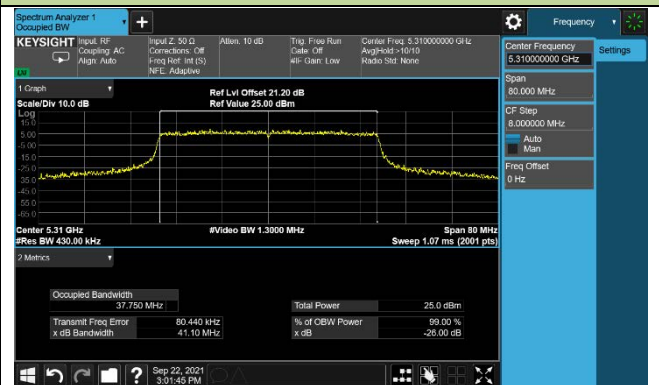 Spectrum Analyzer 1
Occupied BW
Frequency
KEYSIGHT
Input: RF
Coupling: AC
Align: Auto
Input Z: 50 Ω
Corrections: Off
Freq Ref: Int (S)
NFE: Adaptive
Atten: 10 dB
Trig: Free Run
Gate: Off
#IF Gain: Low
Center Freq: 5.310000000 GHz
Avg|Hold:>10/10
Radio Std: None
Center Frequency
5.310000000 GHz
Settings
Span
80.000 MHz
CF Step
8.000000 MHz
Auto
Man
Freq Offset
0 Hz
1 Graph
Scale/Div 10.0 dB
Ref Lvl Offset 21.20 dB
Ref Value 25.00 dBm
Log
15.0
5.00
-5.00
-15.0
-25.0
-35.0
-45.0
-55.0
-65.0
Center 5.31 GHz
#Video BW 1.3000 MHz
Span 80 MHz
#Res BW 430.00 kHz
Sweep 1.07 ms (2001 pts)
2 Metrics
Occupied Bandwidth
37.750 MHz
Total Power
25.0 dBm
Transmit Freq Error
80.440 kHz
% of OBW Power
99.00 %
x dB Bandwidth
41.10 MHz
x dB
-26.00 dB
Sep 22, 2021
3:01:45 PM